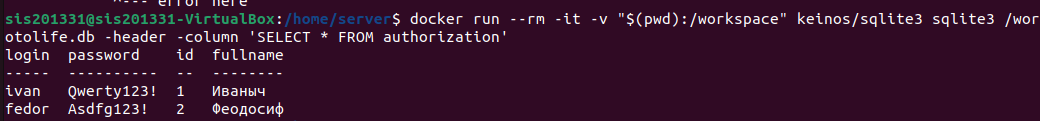 ^--- error here
sis201331@sis201331-VirtualBox:/home/server$ docker run --rm -it -v "$(pwd):/workspace" keinos/sqlite3 sqlite3 /wor
otolife.db -header -column 'SELECT * FROM authorization'
login  password    id  fullname
-----  ----------  --  --------
ivan   Qwerty123!  1   Иваныч
fedor  Asdfg123!   2   Феодосиф